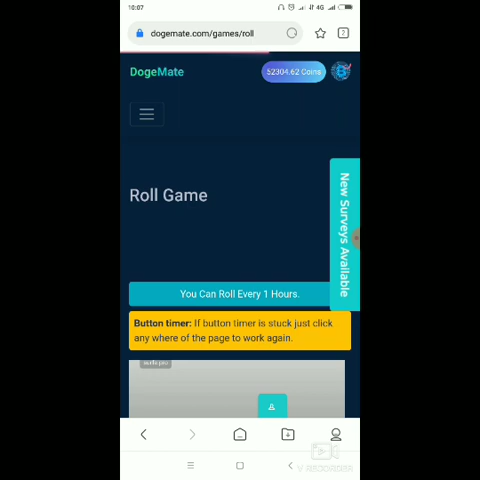 10:07
4G
dogemate.com/games/roll
?
DogeMate
52304.62 Coins
New Surveys Available
Roll Game
You Can Roll Every 1 Hours.
Button timer: If button timer is stuck just click
any where of the page to work again.
V RECORDER